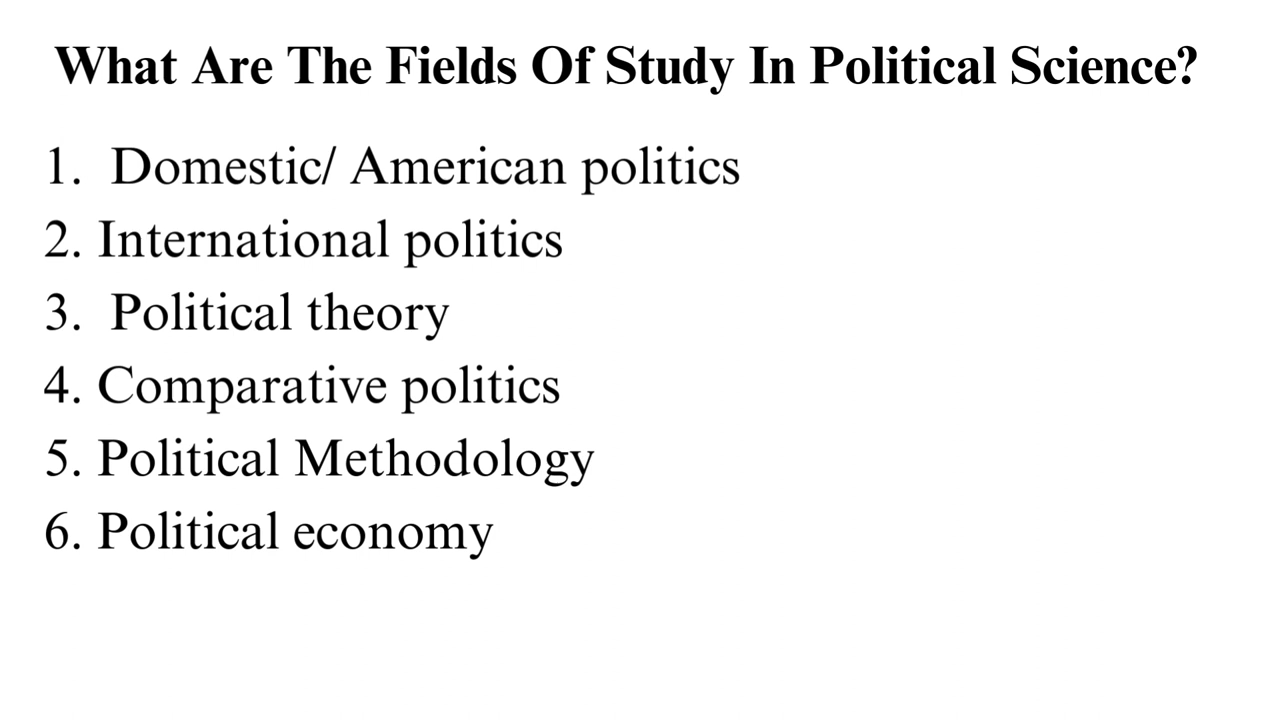 What Are The Fields Of Study In Political Science?
1.  Domestic/ American politics
2. International politics
3.  Political theory
4. Comparative politics
5. Political Methodology
6. Political economy